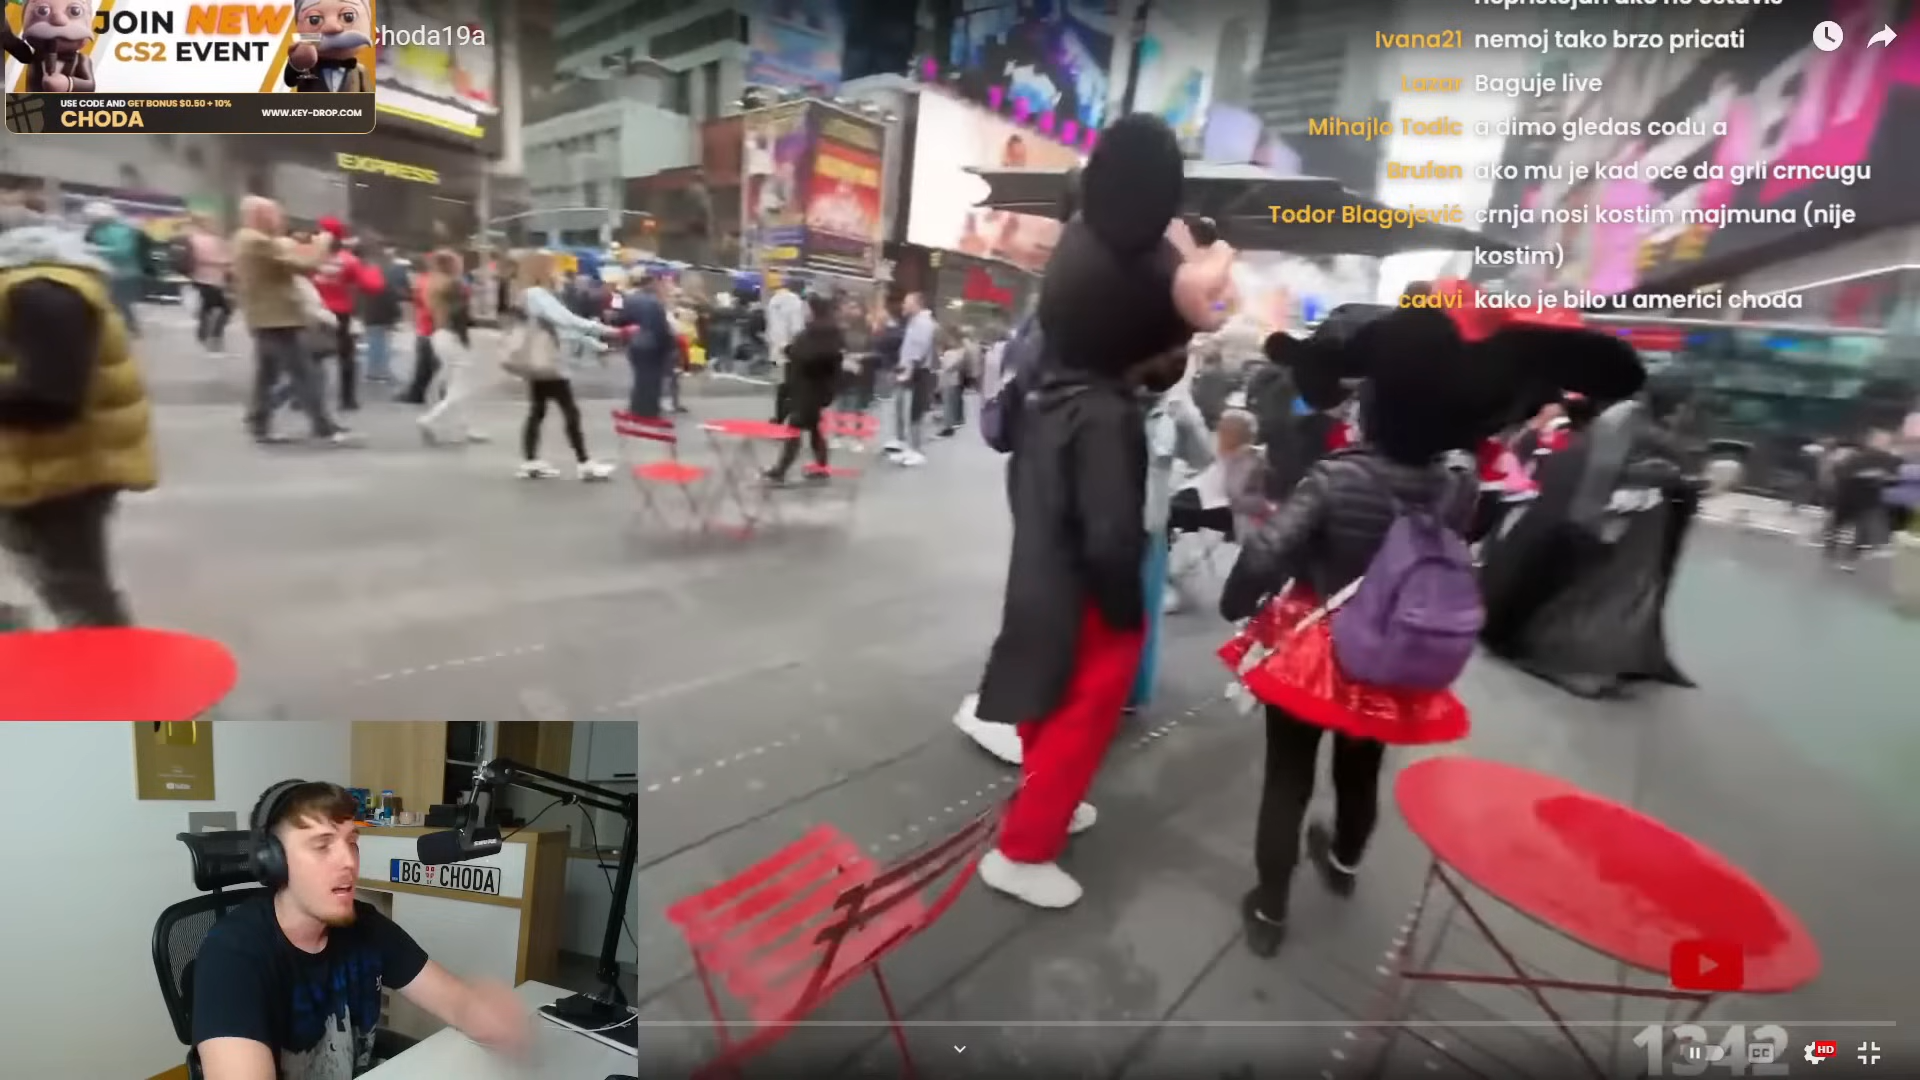 JOIN NEW
CS2 EVENT
USE CODE AND GET BONUS $0.50 + 10%
CHODA
WWW.KEY-DROP.COM
Choda19a
EXPRESS
Ivana21 nemoj tako brzo pricati
Lazar Baguje live
Mihajlo Todic a dimo gledas codu a
Brufen ako mu je kad oce da grli crncugu
Todor Blagojević crnja nosi kostim majmuna (nije
kostim)
cadvi kako je bilo u americi choda
BG CHODA
1342
CC
HD